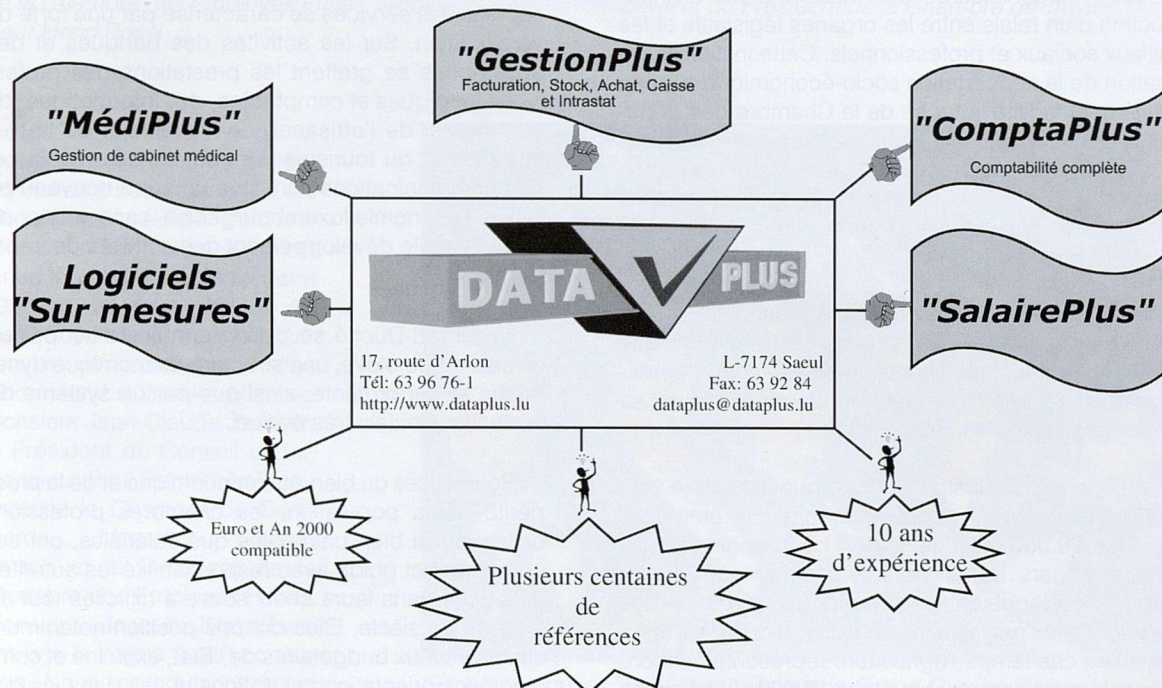 "GestionPlus"
Facturation, Stock, Achat, Caisse
et Intrastat
"MédiPlus"
Gestion de cabinet médical
"ComptaPlus"
Comptabilité complète
Logiciels
"Sur mesures"
DATA PLUS
"SalairePlus"
17, route d'Arlon
Tél: 63 96 76-1
http://www.dataplus.lu
L-7174 Saeul
Fax: 63 92 84
dataplus@dataplus.lu
Euro et An 2000
compatible
Plusieurs centaines
de
références
10 ans
d'expérience